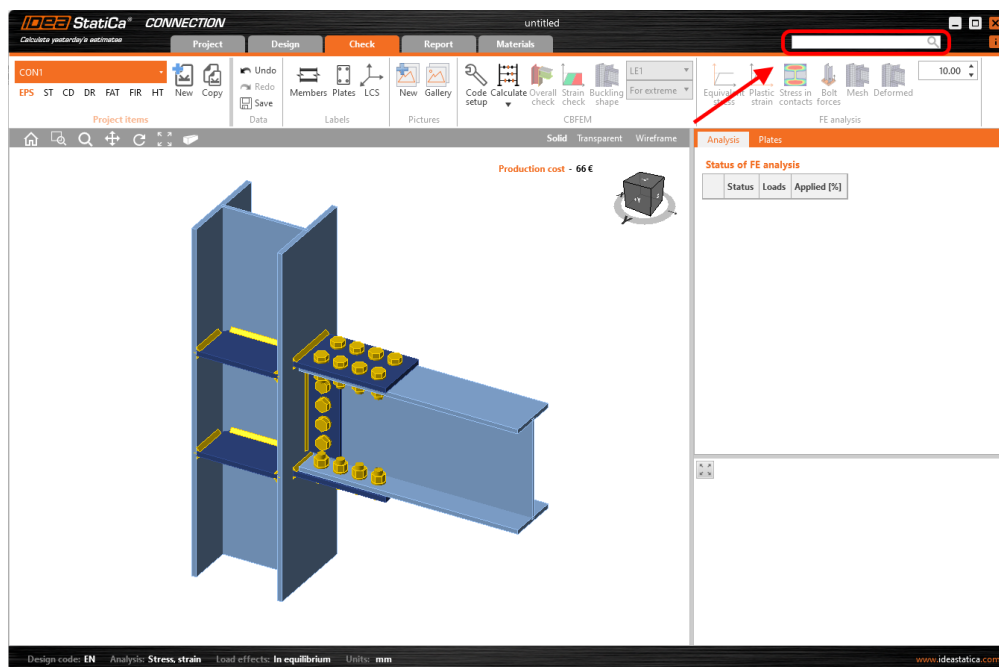 IDEA StatiCa® CONNECTION
untitled
Calculate yesterday's estimates
Project Design Check Report Materials
CON1
EPS ST CD DR FAT FIR HT
New Copy
Project items
Undo
Redo
Save
Data
Members Plates LCS
Labels
New Gallery
Pictures
Code setup
Calculate
Overall check
Strain check
Buckling shape
LE1
For extreme
CBFEM
Equivalent stress
Plastic strain
Stress in contacts
Bolt forces
Mesh Deformed
10.00
FE analysis
Solid Transparent Wireframe
Production cost - 66 €
Analysis Plates
Status of FE analysis
Status Loads Applied [%]
Design code: EN Analysis: Stress, strain Load effects: In equilibrium Units: mm
www.ideastatica.com